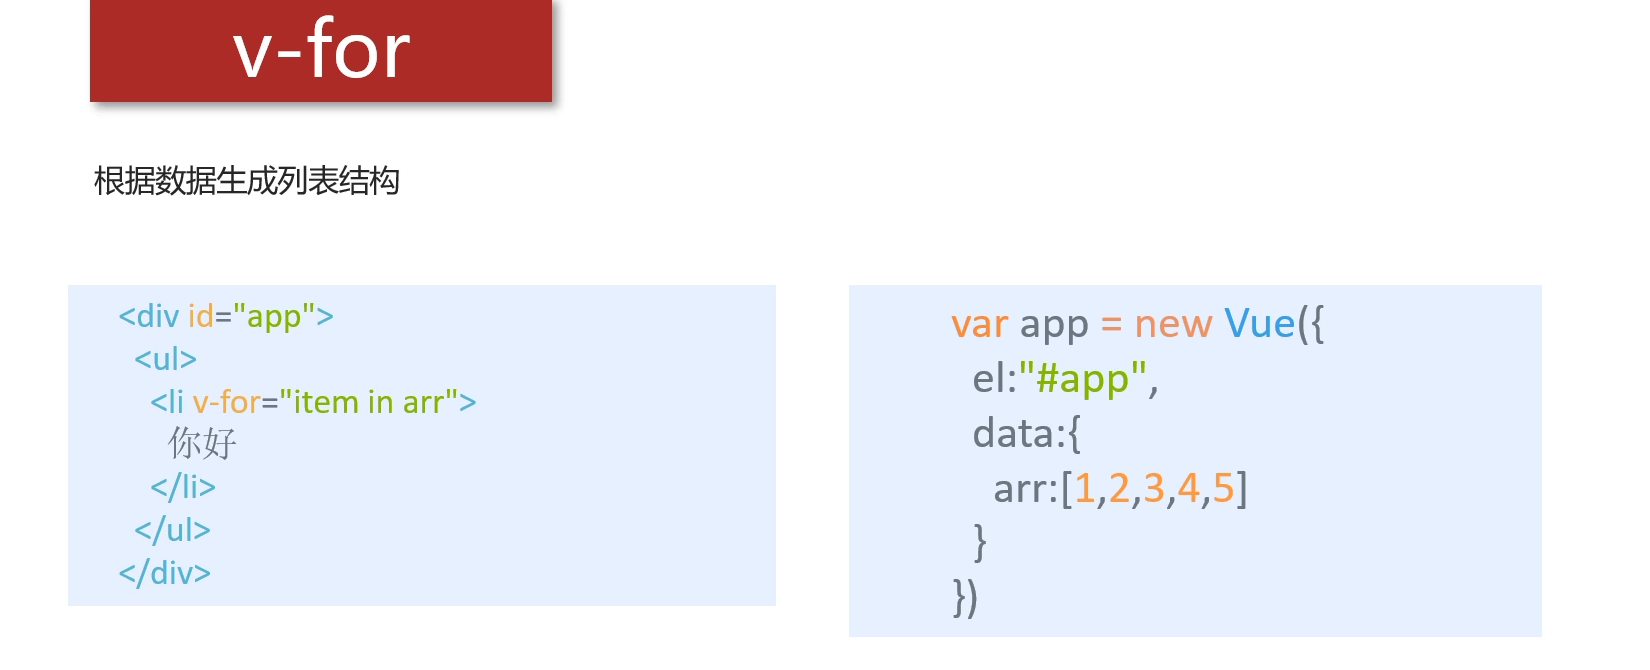 v-for
根据数据生成列表结构
<div id="app">
<ul>
<li v-for="item in arr">
你好
</li>
</ul>
</div>
var app = new Vue({
el:"#app",
data:{
arr:[1,2,3,4,5]
}
})